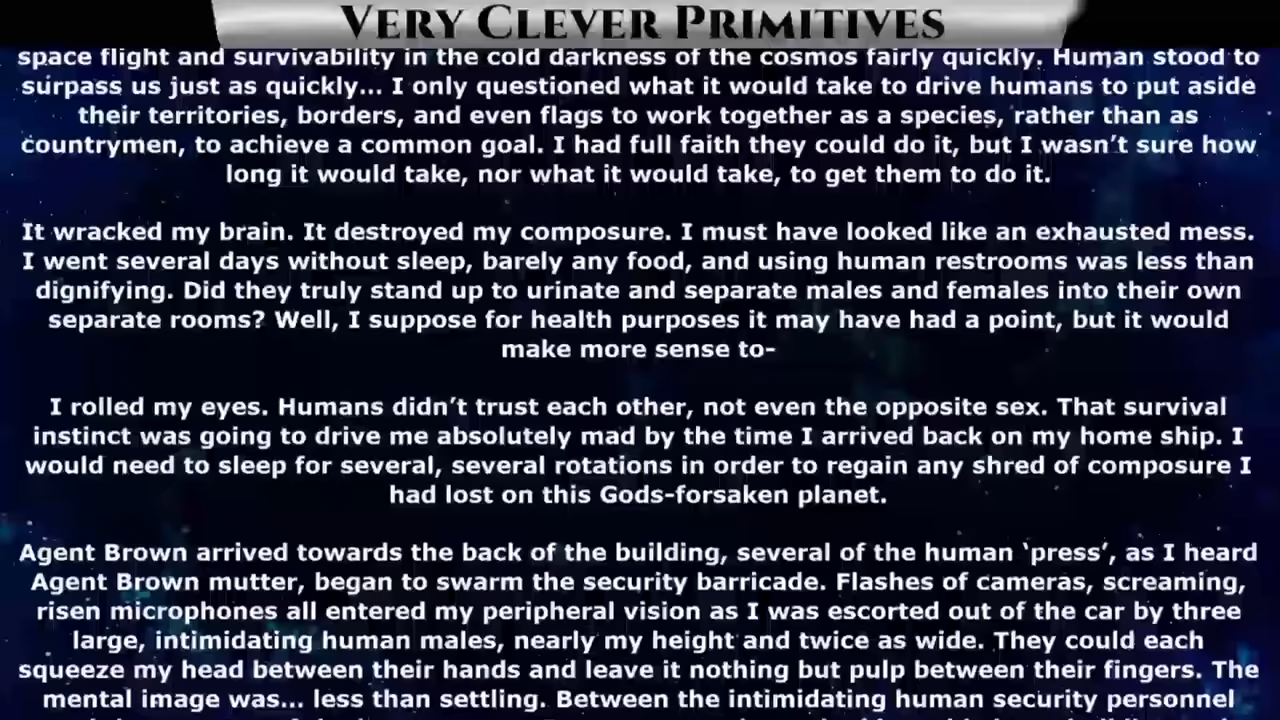 VERY CLEVER PRIMITIVES
space flight and survivability in the cold darkness of the cosmos fairly quickly. Human stood to
surpass us just as quickly... I only questioned what it would take to drive humans to put aside
their territories, borders, and even flags to work together as a species, rather than as
countrymen, to achieve a common goal. I had full faith they could do it, but I wasn’t sure how
long it would take, nor what it would take, to get them to do it.
It wracked my brain. It destroyed my composure. I must have looked like an exhausted mess.
I went several days without sleep, barely any food, and using human restrooms was less than
dignifying. Did they truly stand up to urinate and separate males and females into their own
separate rooms? Well, I suppose for health purposes it may have had a point, but it would
make more sense to-
I rolled my eyes. Humans didn’t trust each other, not even the opposite sex. That survival
instinct was going to drive me absolutely mad by the time I arrived back on my home ship. I
would need to sleep for several, several rotations in order to regain any shred of composure I
had lost on this Gods-forsaken planet.
Agent Brown arrived towards the back of the building, several of the human ‘press’, as I heard
Agent Brown mutter, began to swarm the security barricade. Flashes of cameras, screaming,
risen microphones all entered my peripheral vision as I was escorted out of the car by three
large, intimidating human males, nearly my height and twice as wide. They could each
squeeze my head between their hands and leave it nothing but pulp between their fingers. The
mental image was... less than settling. Between the intimidating human security personnel